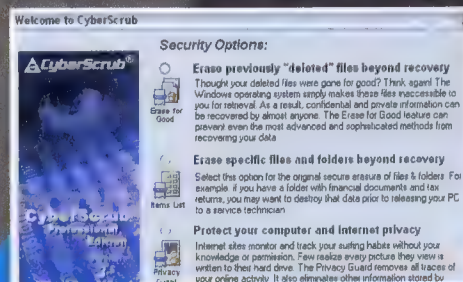 Welcome to CyberScrub
CyberScrub®
CyberScrub
Professional
Edition
Security Options:
Erase previously "deleted" files beyond recovery
Thought your deleted files were gone for good? Think again! The
Windows operating system simply makes these files inaccessible to
you for retrieval. As a result, confidential and private information can
be recovered by almost anyone. The Erase for Good feature can
prevent even the most advanced and sophisticated methods from
recovering your data
Erase for
Good
Erase specific files and folders beyond recovery
Select this option for the original secure erasure of files & folders. For
example, if you have a folder with financial documents and tax
returns, you may want to destroy that data prior to releasing your PC
to a service technician
Items List
Protect your computer and Internet privacy
Internet sites monitor and track your surfing habits without your
knowledge or permission. Few realize every picture they view is
written to their hard drive. The Privacy Guard removes all traces of
your online activity. It also eliminates other information stored by
Privacy
Guard